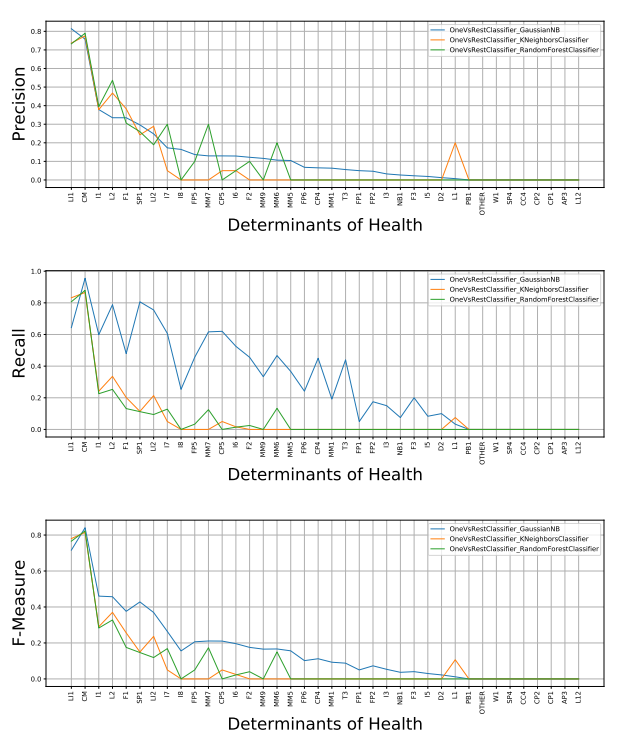 OneVsRestClassifier_GaussianNB
OneVsRestClassifier_KNeighborsClassifier
OneVsRestClassifier_RandomForestClassifier
Precision
0.8
0.7
0.6
0.5
0.4
0.3
0.2
0.1
0.0
LI1 CM I1 L2 F1 SP1 LI2 I7 I8 FP5 MM7 CP5 I6 F2 MM9 MM6 MM5 FP6 CP4 MM1 T3 FP1 FP2 I3 NB1 F3 I5 D2 L1 PB1 OTHER W1 SP4 CC4 CP2 CP1 AP3 L12
Determinants of Health
OneVsRestClassifier_GaussianNB
OneVsRestClassifier_KNeighborsClassifier
OneVsRestClassifier_RandomForestClassifier
Recall
1.0
0.8
0.6
0.4
0.2
0.0
LI1 CM I1 L2 F1 SP1 LI2 I7 I8 FP5 MM7 CP5 I6 F2 MM9 MM6 MM5 FP6 CP4 MM1 T3 FP1 FP2 I3 NB1 F3 I5 D2 L1 PB1 OTHER W1 SP4 CC4 CP2 CP1 AP3 L12
Determinants of Health
OneVsRestClassifier_GaussianNB
OneVsRestClassifier_KNeighborsClassifier
OneVsRestClassifier_RandomForestClassifier
F-Measure
0.8
0.6
0.4
0.2
0.0
LI1 CM I1 L2 F1 SP1 LI2 I7 I8 FP5 MM7 CP5 I6 F2 MM9 MM6 MM5 FP6 CP4 MM1 T3 FP1 FP2 I3 NB1 F3 I5 D2 L1 PB1 OTHER W1 SP4 CC4 CP2 CP1 AP3 L12
Determinants of Health